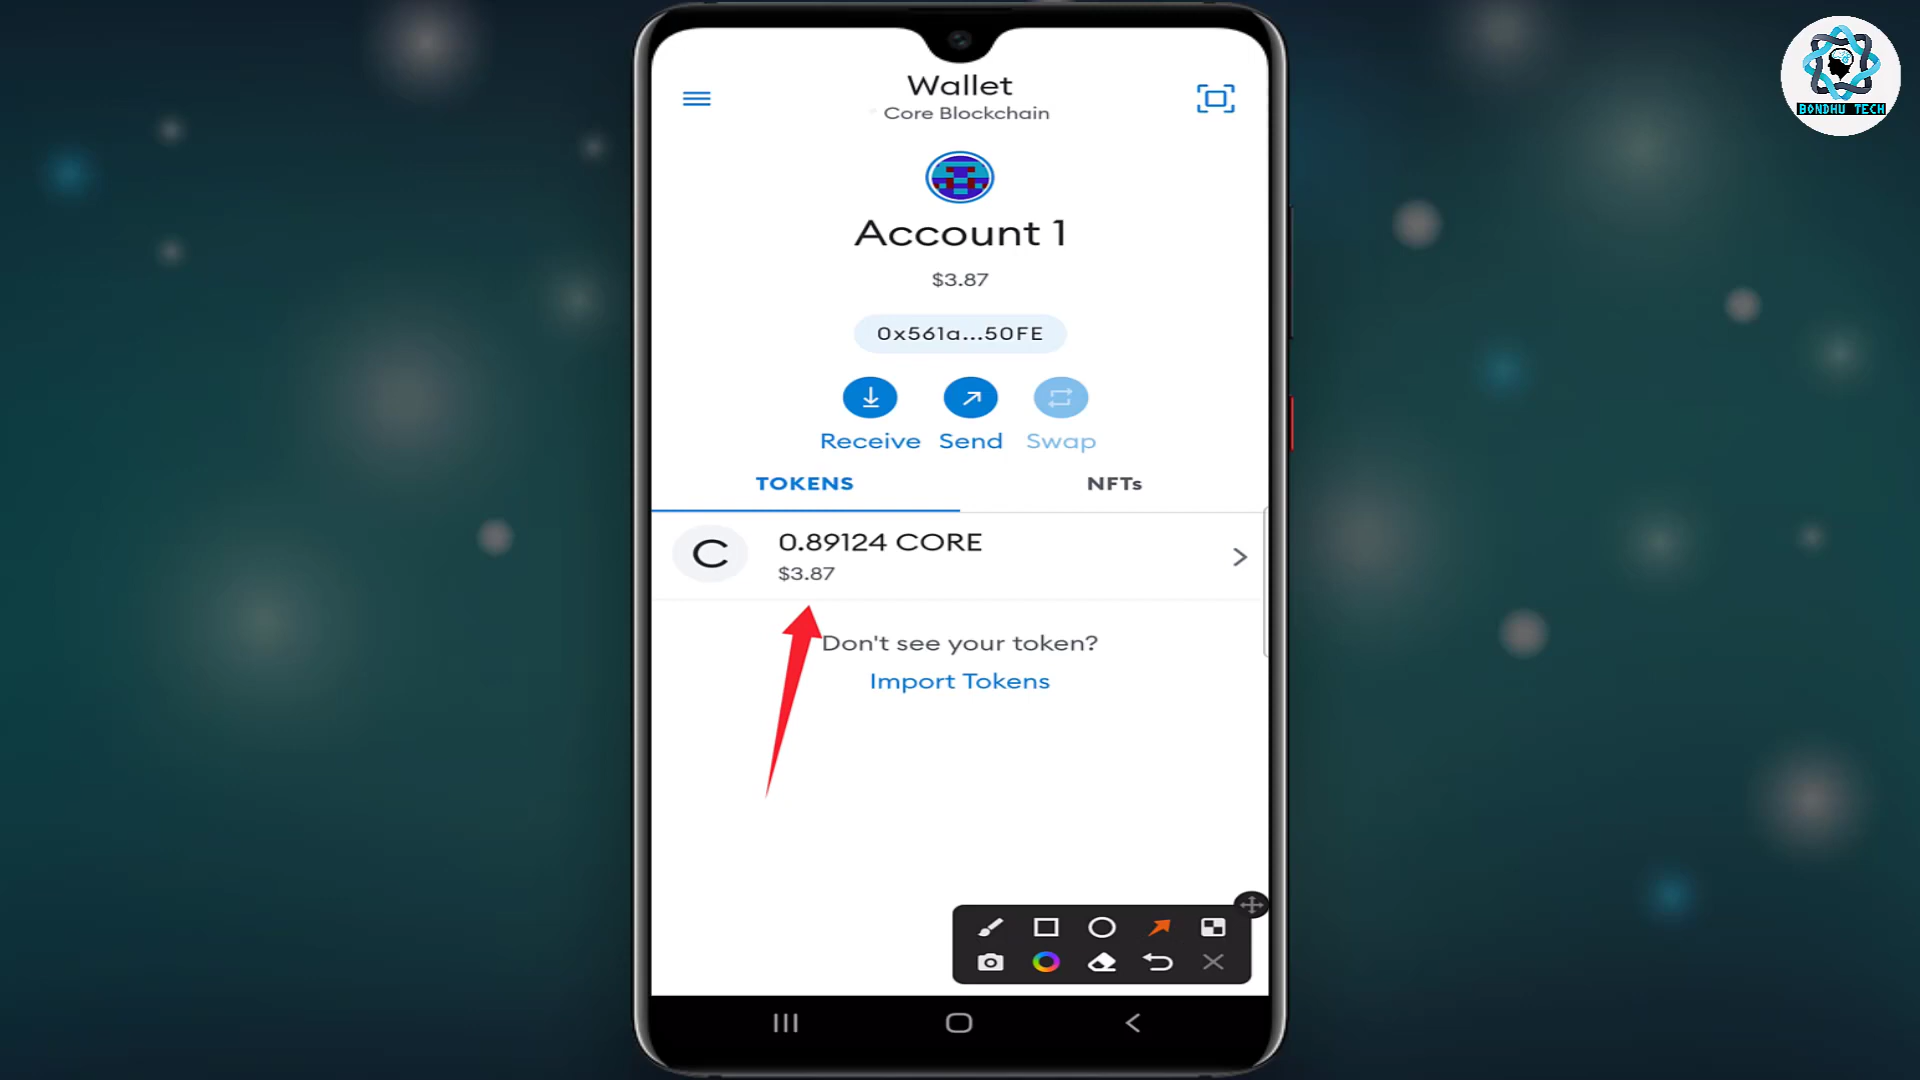 Wallet
Core Blockchain
BONDHU TECH
Account 1
$3.87
0x561a...50FE
Receive Send Swap
TOKENS NFTs
C
0.89124 CORE
$3.87
Don't see your token?
Import Tokens